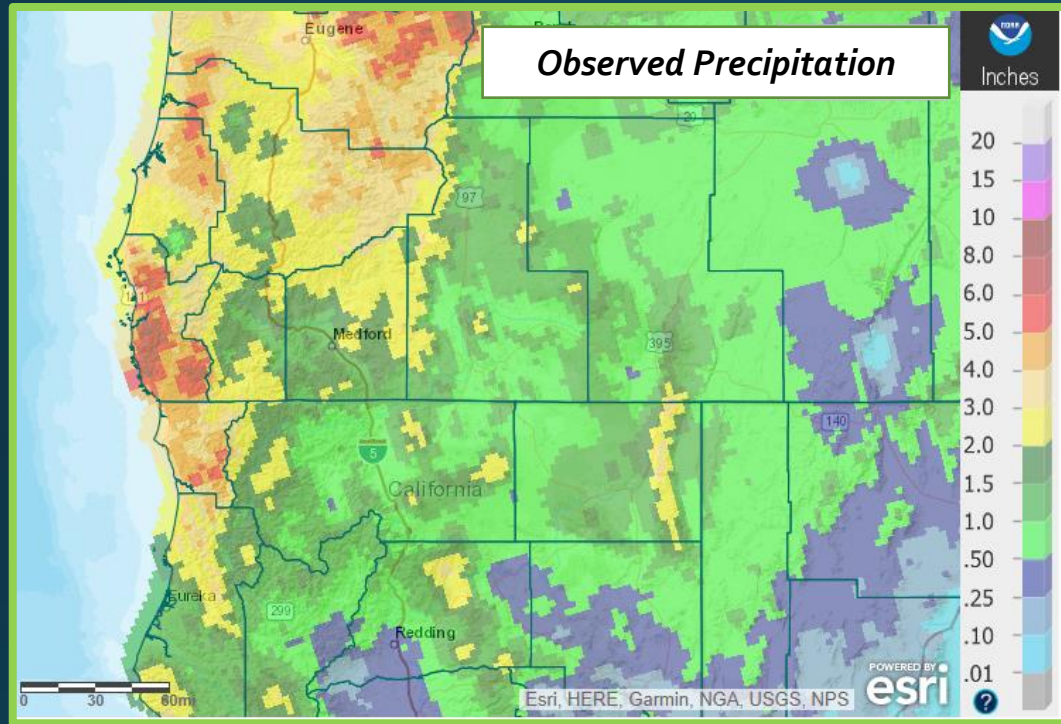 Eugene
Observed Precipitation
NOAA
Inches
20
20
15
97
10
8.0
6.0
5.0
Medford
395
4.0
3.0
140
2.0
5
California
1.5
1.0
.50
.25
Eureka
299
Redding
.10
POWERED BY
esri
.01
0 30 60mi
Esri, HERE, Garmin, NGA, USGS, NPS
?